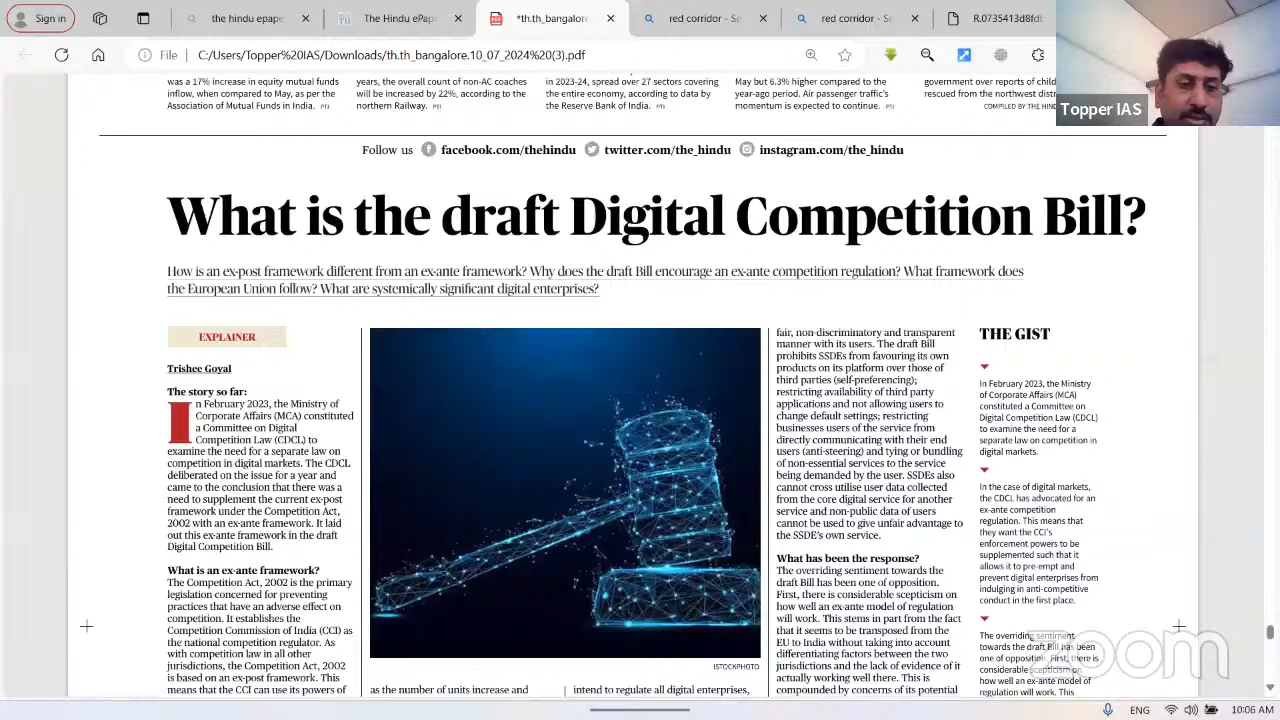 Sign in
the hindu epape
The Hindu ePape
*th.th_bangalore
red corridor - Se
red corridor - Se
R.0735413d8fdf
File
C:/Users/Topper%20IAS/Downloads/th.th_bangalore.10_07_2024%20(3).pdf
Topper IAS
was a 17% increase in equity mutual funds
inflow, when compared to May, as per the
Association of Mutual Funds in India. PTI
years, the overall count of non-AC coaches
will be increased by 22%, according to the
northern Railway. PTI
in 2023-24, spread over 27 sectors covering
the entire economy, according to data by
the Reserve Bank of India. PTI
May but 6.3% higher compared to the
year-ago period. Air passenger traffic's
momentum is expected to continue. PTI
government over reports of child
rescued from the northwest distr
COMPILED BY THE HIND
Follow us facebook.com/thehindu twitter.com/the_hindu instagram.com/the_hindu
What is the draft Digital Competition Bill?
How is an ex-post framework different from an ex-ante framework? Why does the draft Bill encourage an ex-ante competition regulation? What framework does
the European Union follow? What are systemically significant digital enterprises?
EXPLAINER
Trishee Goyal
The story so far:
In February 2023, the Ministry of
Corporate Affairs (MCA) constituted
a Committee on Digital
Competition Law (CDCL) to
examine the need for a separate law on
competition in digital markets. The CDCL
deliberated on the issue for a year and
came to the conclusion that there was a
need to supplement the current ex-post
framework under the Competition Act,
2002 with an ex-ante framework. It laid
out this ex-ante framework in the draft
Digital Competition Bill.
What is an ex-ante framework?
The Competition Act, 2002 is the primary
legislation concerned for preventing
practices that have an adverse effect on
competition. It establishes the
Competition Commission of India (CCI) as
the national competition regulator. As
with competition law in all other
jurisdictions, the Competition Act, 2002
is based on an ex-post framework. This
means that the CCI can use its powers of
ISTOCKPHOTO
as the number of units increase and
intend to regulate all digital enterprises,
fair, non-discriminatory and transparent
manner with its users. The draft Bill
prohibits SSDEs from favouring its own
products on its platform over those of
third parties (self-preferencing);
restricting availability of third party
applications and not allowing users to
change default settings; restricting
businesses users of the service from
directly communicating with their end
users (anti-steering) and tying or bundling
of non-essential services to the service
being demanded by the user. SSDEs also
cannot cross utilise user data collected
from the core digital service for another
service and non-public data of users
cannot be used to give unfair advantage to
the SSDE's own service.
What has been the response?
The overriding sentiment towards the
draft Bill has been one of opposition.
First, there is considerable scepticism on
how well an ex-ante model of regulation
will work. This stems in part from the fact
that it seems to be transposed from the
EU to India without taking into account
differentiating factors between the two
jurisdictions and the lack of evidence of it
actually working well there. This is
compounded by concerns of its potential
THE GIST
In February 2023, the Ministry
of Corporate Affairs (MCA)
constituted a Committee on
Digital Competition Law (CDCL)
to examine the need for a
separate law on competition in
digital markets.
In the case of digital markets,
the CDCL has advocated for an
ex-ante competition
regulation. This means that
they want the CCI's
enforcement powers to be
supplemented such that it
allows it to pre-empt and
prevent digital enterprises from
indulging in anti-competitive
conduct in the first place.
The overriding sentiment
towards the draft Bill has been
one of opposition. First, there is
considerable scepticism on
how well an ex-ante model of
regulation will work. This
zoom
ENG
10:06 AM